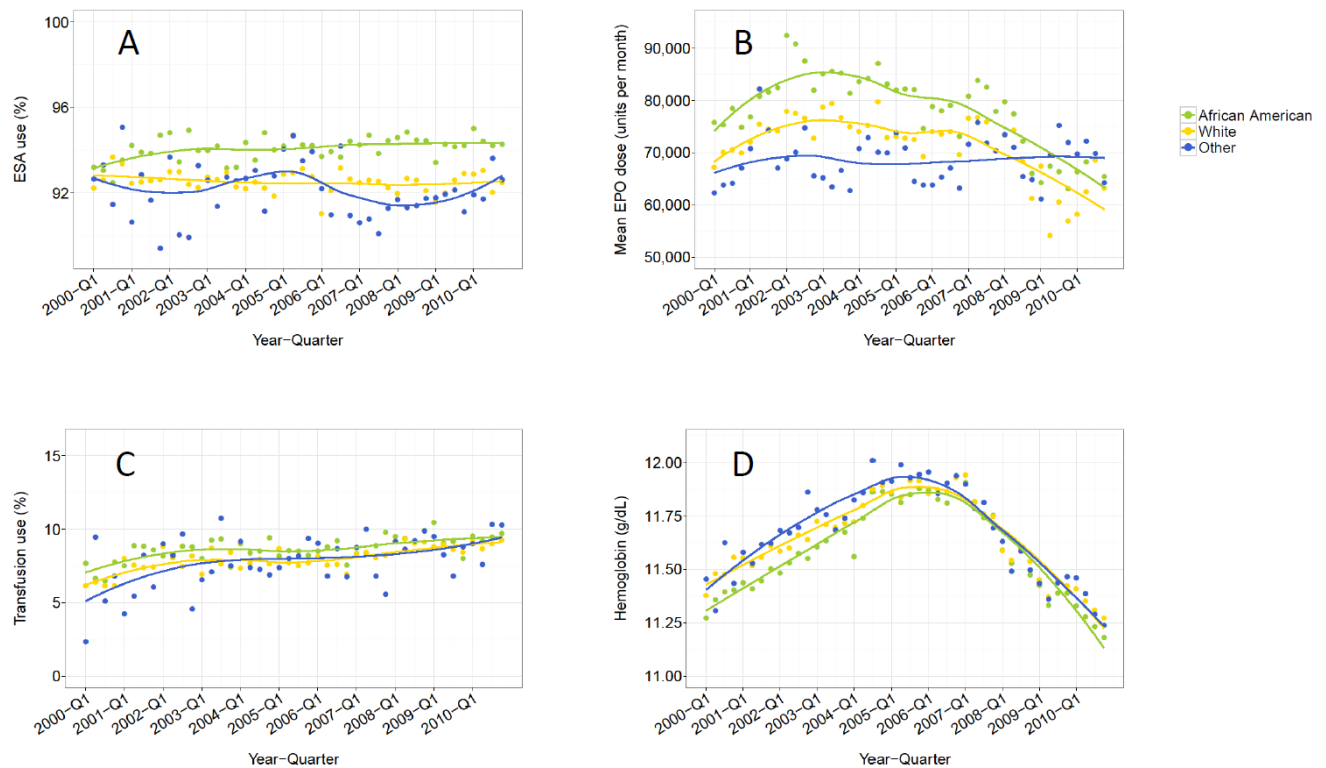 A
ESA use (%)
100
96
92
2000−Q1
2001−Q1
2002−Q1
2003−Q1
2004−Q1
2005−Q1
2006−Q1
2007−Q1
2008−Q1
2009−Q1
2010−Q1
Year−Quarter
B
Mean EPO dose (units per month)
90,000
80,000
70,000
60,000
50,000
2000−Q1
2001−Q1
2002−Q1
2003−Q1
2004−Q1
2005−Q1
2006−Q1
2007−Q1
2008−Q1
2009−Q1
2010−Q1
Year−Quarter
African American
White
Other
C
Transfusion use (%)
15
10
5
0
2000−Q1
2001−Q1
2002−Q1
2003−Q1
2004−Q1
2005−Q1
2006−Q1
2007−Q1
2008−Q1
2009−Q1
2010−Q1
Year−Quarter
D
Hemoglobin (g/dL)
12.00
11.75
11.50
11.25
11.00
2000−Q1
2001−Q1
2002−Q1
2003−Q1
2004−Q1
2005−Q1
2006−Q1
2007−Q1
2008−Q1
2009−Q1
2010−Q1
Year−Quarter